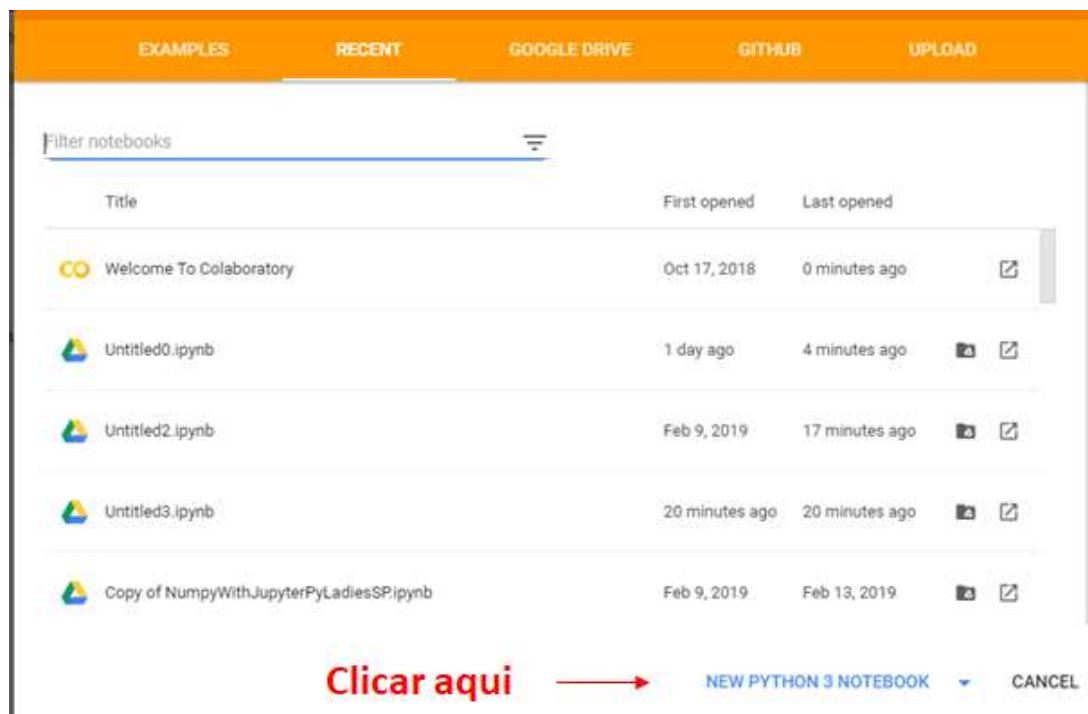 EXAMPLES RECENT GOOGLE DRIVE GITHUB UPLOAD
Filter notebooks
Title First opened Last opened
CO Welcome To Colaboratory Oct 17, 2018 0 minutes ago
Untitled0.ipynb 1 day ago 4 minutes ago
Untitled2.ipynb Feb 9, 2019 17 minutes ago
Untitled3.ipynb 20 minutes ago 20 minutes ago
Copy of NumpyWithJupyterPyLadiesSP.ipynb Feb 9, 2019 Feb 13, 2019
Clicar aqui NEW PYTHON 3 NOTEBOOK CANCEL